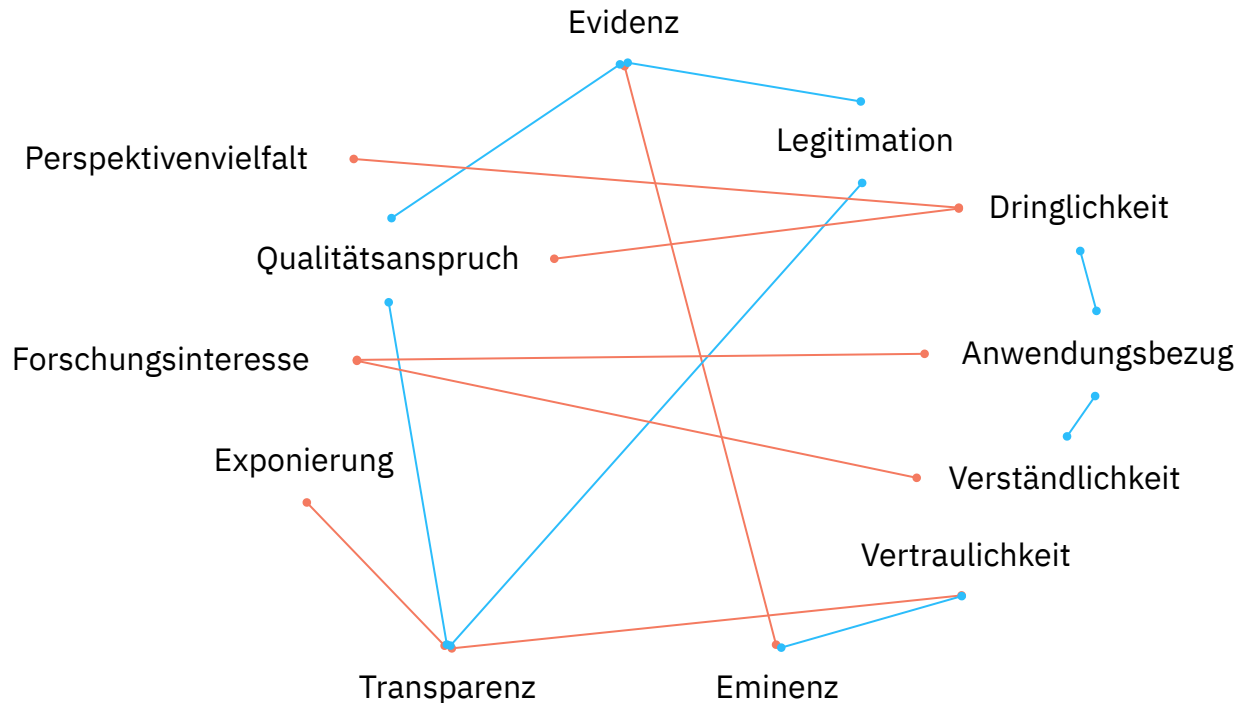 Evidenz
Legitimation
Perspektivenvielfalt
Dringlichkeit
Qualitätsanspruch
Forschungsinteresse
Anwendungsbezug
Exponierung
Verständlichkeit
Vertraulichkeit
Transparenz
Eminenz